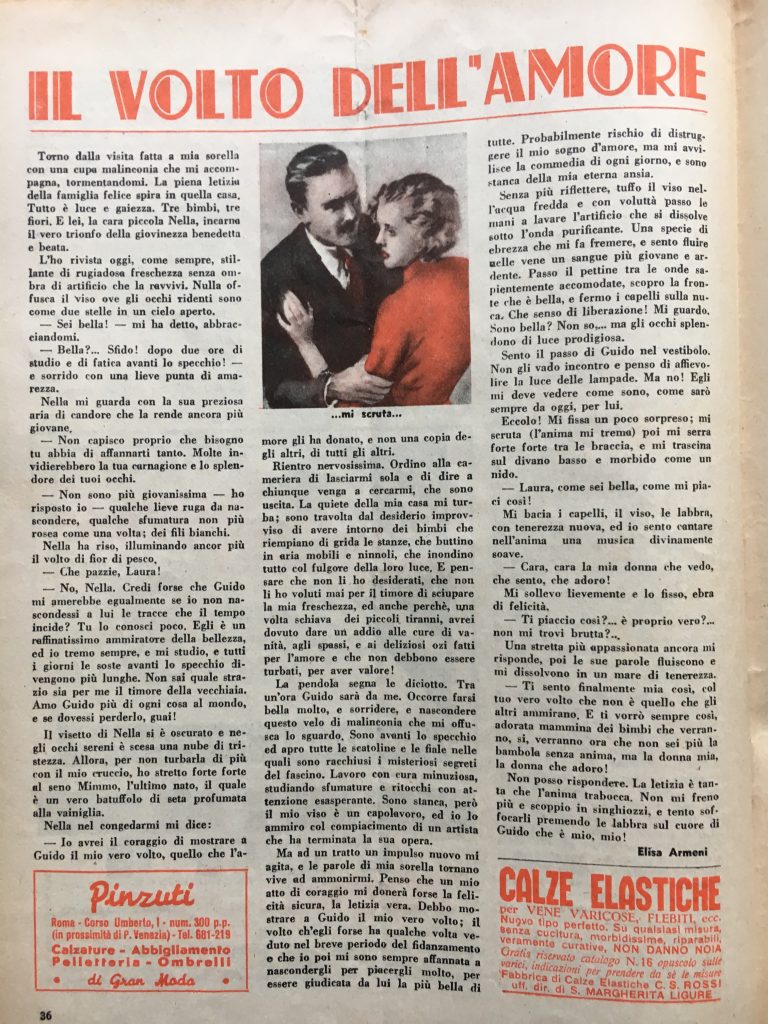 IL VOLTO DELL'AMORE
Torno dalla visita fatta a mia sorella
con una cupa malinconia che mi accom-
pagna, tormentandomi. La piena letizia
della famiglia felice spira in quella casa.
Tutto è luce e gaiezza. Tre bimbi, tre
fiori. E lei, la cara piccola Nella, incarna
il vero trionfo della giovinezza benedetta
e beata.
L'ho rivista oggi, come sempre, stil-
lante di rugiadosa freschezza senza om-
bra di artificio che la ravvivi. Nulla of-
fusca il viso ove gli occhi ridenti sono
come due stelle in un cielo aperto.
— Sei bella! — mi ha detto, abbrac-
ciandomi.
— Bella?... Sfido! dopo due ore di
studio e di fatica avanti lo specchio! —
e sorrido con una lieve punta di ama-
rezza.
Nella mi guarda con la sua preziosa
aria di candore che la rende ancora più
giovane.
— Non capisco proprio che bisogno
tu abbia di affannarti tanto. Molte in-
vidierebbero la tua carnagione e lo splen-
dore dei tuoi occhi.
— Non sono più giovanissima — ho
risposto io — qualche lieve ruga da na-
scondere, qualche sfumatura non più
rosea come una volta; dei fili bianchi.
Nella ha riso, illuminando ancor più
il volto di fior di pesco.
— Che pazzie, Laura!
— No, Nella. Credi forse che Guido
mi amerebbe egualmente se io non na-
scondessi a lui le tracce che il tempo
incide? Tu lo conosci poco. Egli è un
raffinatissimo ammiratore della bellezza,
ed io tremo sempre, e mi studio, e tutti
i giorni le soste avanti lo specchio di-
vengono più lunghe. Non sai quale stra-
zio sia per me il timore della vecchiaia.
Amo Guido più di ogni cosa al mondo,
e se dovessi perderlo, guai!
Il visetto di Nella si è oscurato e ne-
gli occhi sereni è scesa una nube di tri-
stezza. Allora, per non turbarla di più
con il mio cruccio, ho stretto forte forte
al seno Mimmo, l'ultimo nato, il quale
è un vero batuffolo di seta profumata
alla vainiglia.
Nella nel congedarmi mi dice:
— Io avrei il coraggio di mostrare a
Guido il mio vero volto, quello che l'a-
...mi scruta...
more gli ha donato, e non una copia de-
gli altri, di tutti gli altri.
Rientro nervosissima. Ordino alla ca-
meriera di lasciarmi sola e di dire a
chiunque venga a cercarmi, che sono
uscita. La quiete della mia casa mi tur-
ba; sono travolta dal desiderio improv-
viso di avere intorno dei bimbi che
riempiano di grida le stanze, che buttino
in aria mobili e ninnoli, che inondino
tutto col fulgore della loro luce. E pen-
sare che non li ho desiderati, che non
li ho voluti mai per il timore di sciupare
la mia freschezza, ed anche perchè, una
volta schiava dei piccoli tiranni, avrei
dovuto dare un addio alle cure di va-
nità, agli spassi, e ai deliziosi ozi fatti
per l'amore e che non debbono essere
turbati, per aver valore!
La pendola segna le diciotto. Tra
un'ora Guido sarà da me. Occorre farsi
bella molto, e sorridere, e nascondere
questo velo di malinconia che mi offu-
sca lo sguardo. Sono avanti lo specchio
ed apro tutte le scatoline e le fiale nelle
quali sono racchiusi i misteriosi segreti
del fascino. Lavoro con cura minuziosa,
studiando sfumature e ritocchi con at-
tenzione esasperante. Sono stanca, però
il mio viso è un capolavoro, ed io lo
ammiro col compiacimento di un artista
che ha terminata la sua opera.
Ma ad un tratto un impulso nuovo mi
agita, e le parole di mia sorella tornano
vive ad ammonirmi. Penso che un mio
atto di coraggio mi donerà forse la feli-
cità sicura, la letizia vera. Debbo mo-
strare a Guido il mio vero volto; il
volto ch'egli forse ha qualche volta ve-
duto nel breve periodo del fidanzamento
e che io poi mi sono sempre affannata a
nascondergli per piacergli molto, per
essere giudicata da lui la più bella di
tutte. Probabilmente rischio di distrug-
gere il mio sogno d'amore, ma mi avvi-
lisce la commedia di ogni giorno, e sono
stanca della mia eterna ansia.
Senza più riflettere, tuffo il viso nel-
l'acqua fredda e con voluttà passo le
mani a lavare l'artificio che si dissolve
sotto l'onda purificante. Una specie di
ebrezza che mi fa fremere, e sento fluire
nelle vene un sangue più giovane e ar-
dente. Passo il pettine tra le onde sa-
pientemente accomodate, scopro la fron-
te che è bella, e fermo i capelli sulla nu-
ca. Che senso di liberazione! Mi guardo.
Sono bella? Non so,... ma gli occhi splen-
dono di luce prodigiosa.
Sento il passo di Guido nel vestibolo.
Non gli vado incontro e penso di affievo-
lire la luce delle lampade. Ma no! Egli
mi deve vedere come sono, come sarò
sempre da oggi, per lui.
Eccolo! Mi fissa un poco sorpreso; mi
scruta (l'anima mi trema) poi mi serra
forte forte tra le braccia, e mi trascina
sul divano basso e morbido come un
nido.
— Laura, come sei bella, come mi pia-
ci così!
Mi bacia i capelli, il viso, le labbra,
con tenerezza nuova, ed io sento cantare
nell'anima una musica divinamente
soave.
— Cara, cara la mia donna che vedo,
che sento, che adoro!
Mi sollevo lievemente e lo fisso, ebra
di felicità.
— Ti piaccio così?... è proprio vero?...
non mi trovi brutta?...
Una stretta più appassionata ancora mi
risponde, poi le sue parole fluiscono e
mi dissolvono in un mare di tenerezza.
— Ti sento finalmente mia così, col
tuo vero volto che non è quello che gli
altri ammirano. E ti vorrò sempre così,
adorata mammina dei bimbi che verran-
no, sì, verranno ora che non sei più la
bambola senza anima, ma la donna mia,
la donna che adoro!
Non posso rispondere. La letizia è tan-
ta che l'anima trabocca. Non mi freno
più e scoppio in singhiozzi, e tento sof-
focarli premendo le labbra sul cuore di
Guido che è mio, mio!
Elisa Armeni
Pinzuti
Roma - Corso Umberto, I - num. 300 p.p.
(in prossimità di P. Venezia) - Tel. 681-219
Calzature - Abbigliamento
Pelletteria - Ombrelli
di Gran Moda
CALZE ELASTICHE
per VENE VARICOSE, FLEBITI, ecc.
Nuovo tipo perfetto. Su qualsiasi misura,
senza cucitura, morbidissime, riparabili,
veramente curative, NON DANNO NOIA
Gratis riservato catalogo N. 16 opuscolo sulle
varici, indicazioni per prendere da sè le misure
Fabbrica di Calze Elastiche C. S. ROSSI
uff. dir. di S. MARGHERITA LIGURE
36